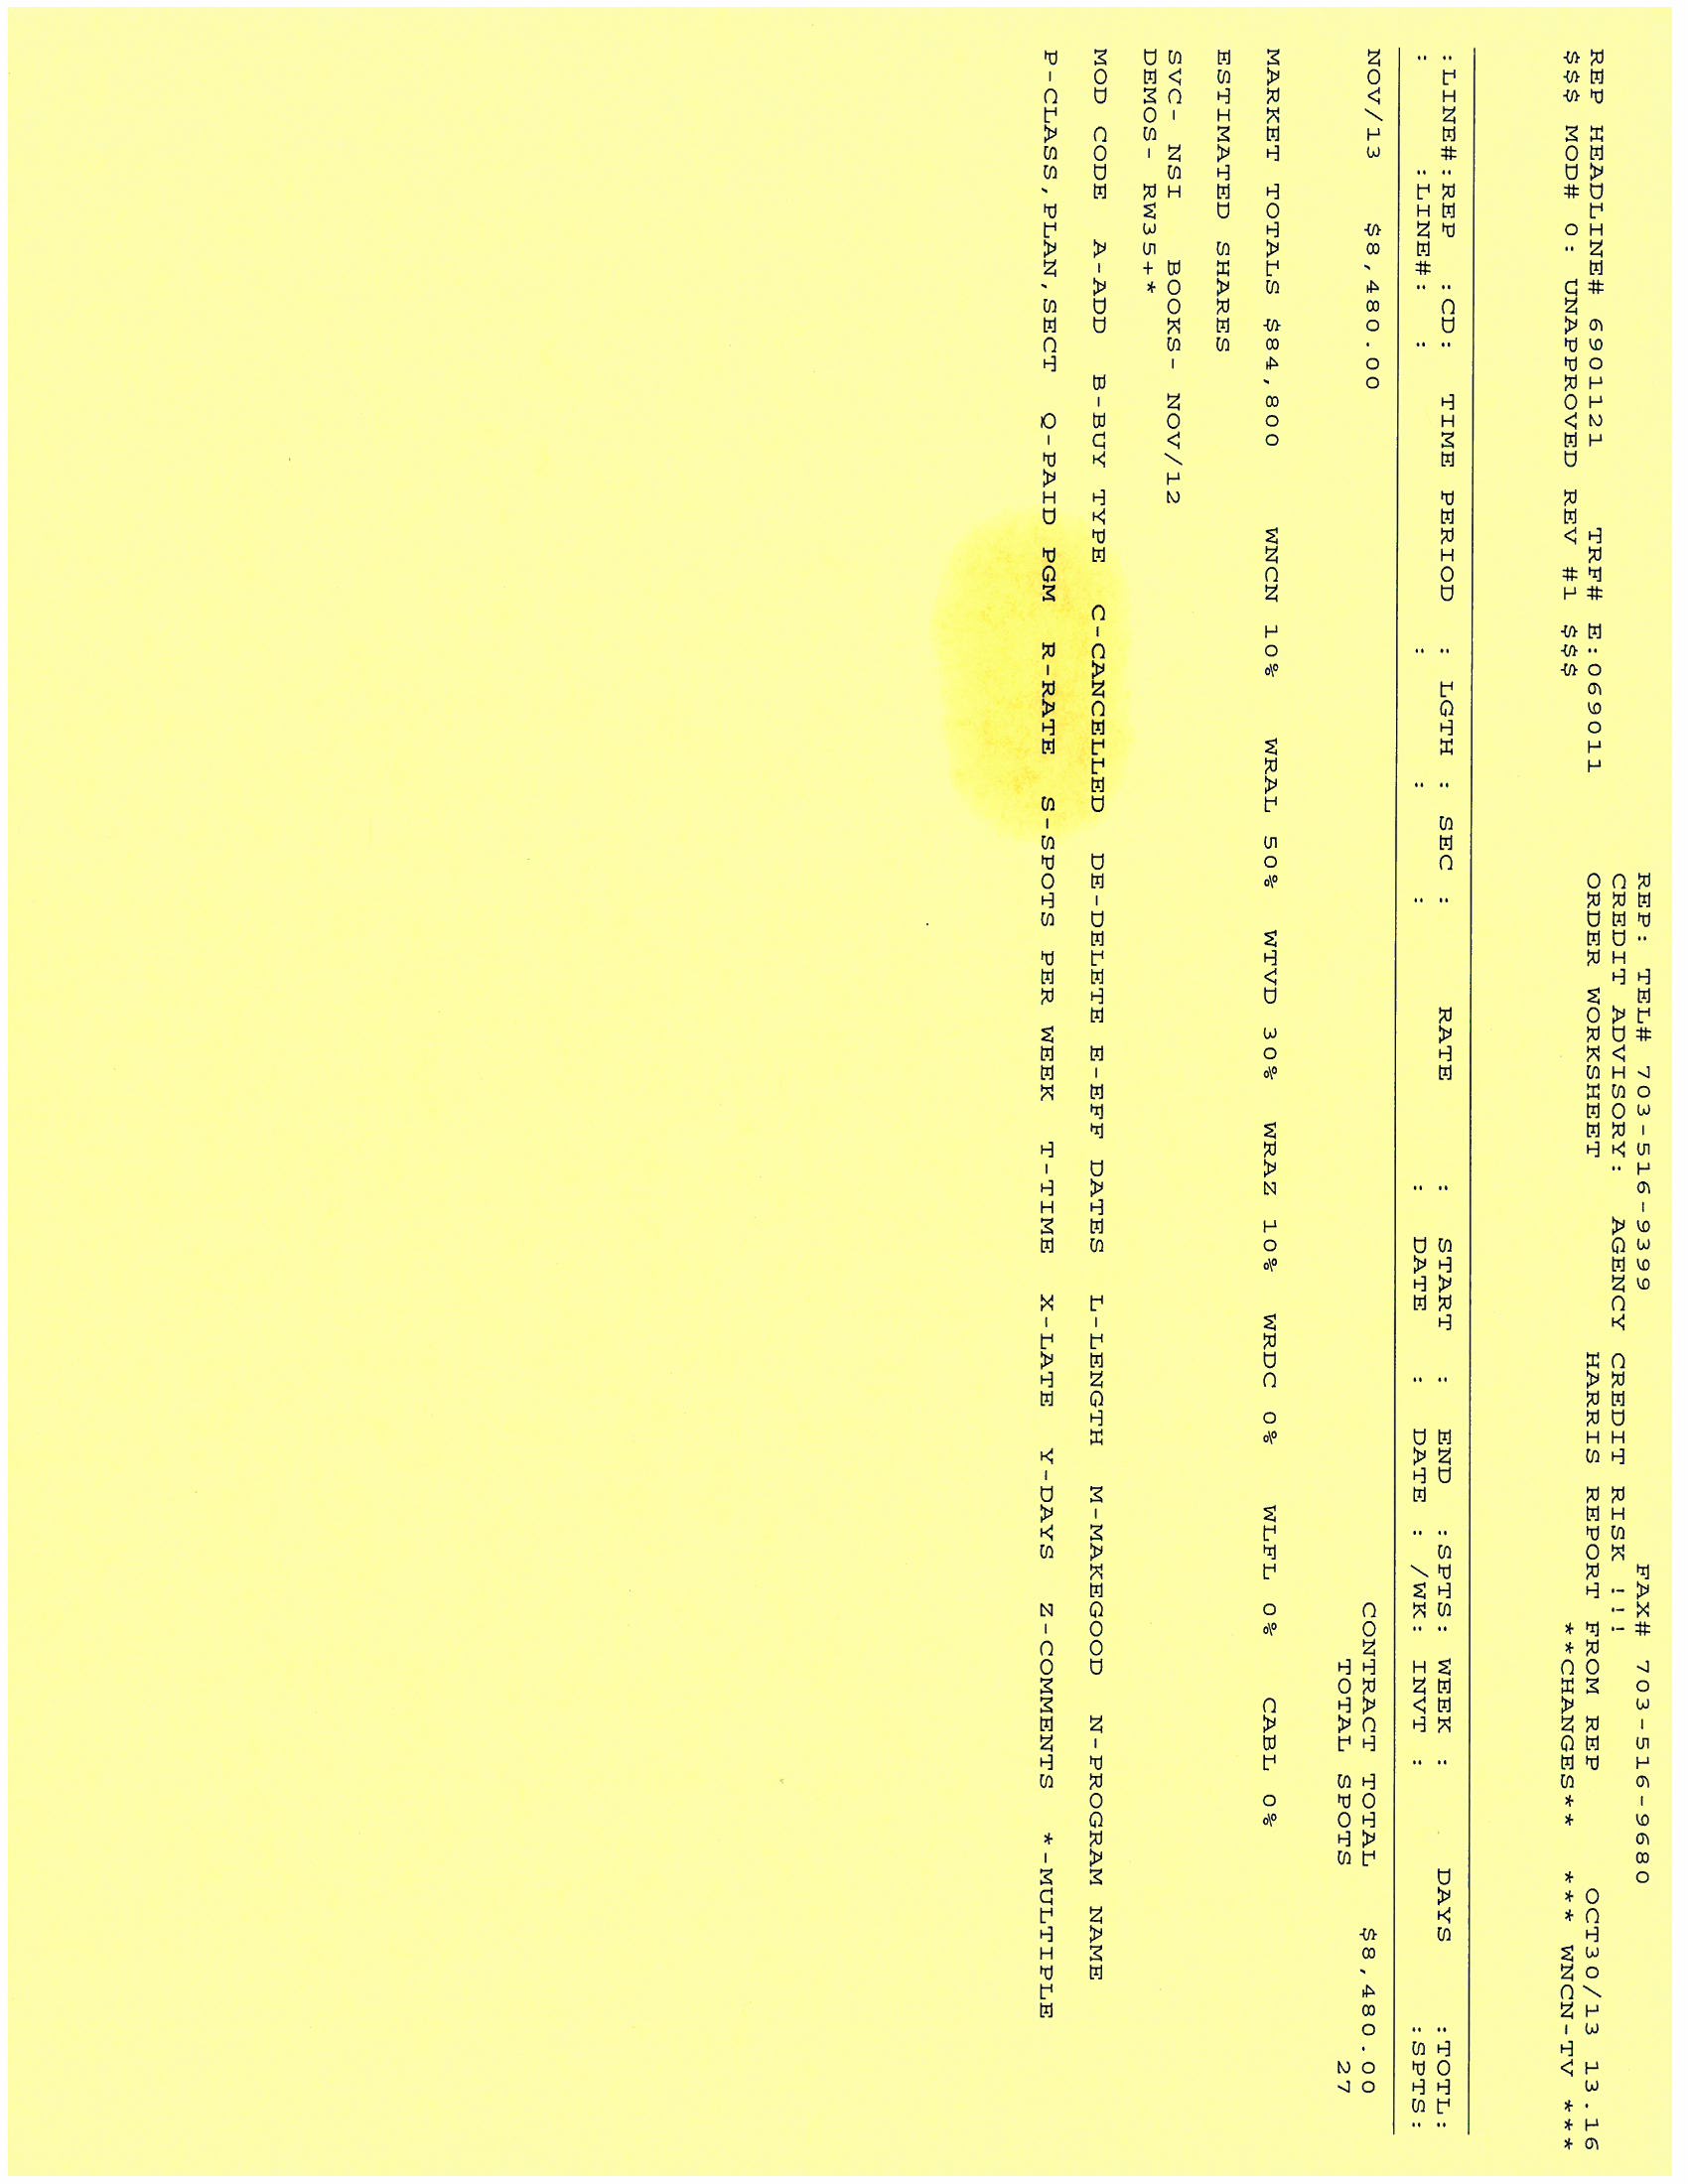 REP: TEL# 703-516-9399 FAX# 703-516-9680
CREDIT ADVISORY: AGENCY CREDIT RISK !!!
REP HEADLINE# 6901121 TRF# E:069011 ORDER WORKSHEET HARRIS REPORT FROM REP OCT30/13 13.16
$$$ MOD# 0: UNAPPROVED REV #1 $$$ **CHANGES** *** WNCN-TV ***
:LINE#:REP :CD: TIME PERIOD : LGTH : SEC : RATE : START : END :SPTS: WEEK : DAYS :TOTL:
: :LINE#: : : : : : DATE : DATE : /WK: INVT : :SPTS:
NOV/13 $8,480.00 CONTRACT TOTAL $8,480.00
TOTAL SPOTS 27
MARKET TOTALS $84,800 WNCN 10% WRAL 50% WTVD 30% WRAZ 10% WRDC 0% WLFL 0% CABL 0%
ESTIMATED SHARES
SVC- NSI BOOKS- NOV/12
DEMOS- RW35+*
MOD CODE A-ADD B-BUY TYPE C-CANCELLED DE-DELETE E-EFF DATES L-LENGTH M-MAKEGOOD N-PROGRAM NAME
P-CLASS,PLAN,SECT Q-PAID PGM R-RATE S-SPOTS PER WEEK T-TIME X-LATE Y-DAYS Z-COMMENTS *-MULTIPLE